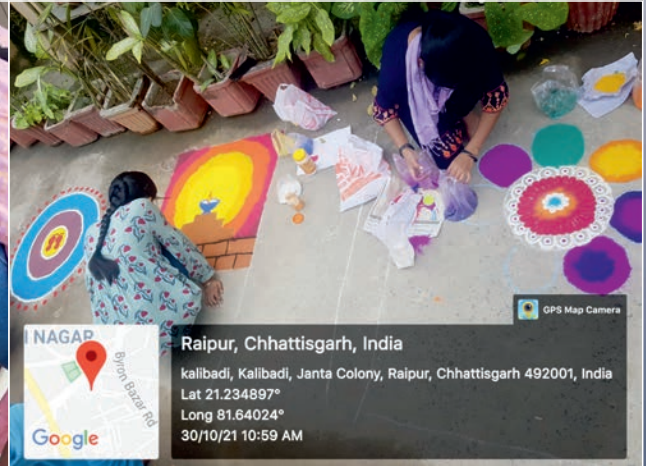 GPS Map Camera
I NAGAR
Byron Bazar Rd
Google
Raipur, Chhattisgarh, India
kalibadi, Kalibadi, Janta Colony, Raipur, Chhattisgarh 492001, India
Lat 21.234897°
Long 81.64024°
30/10/21 10:59 AM